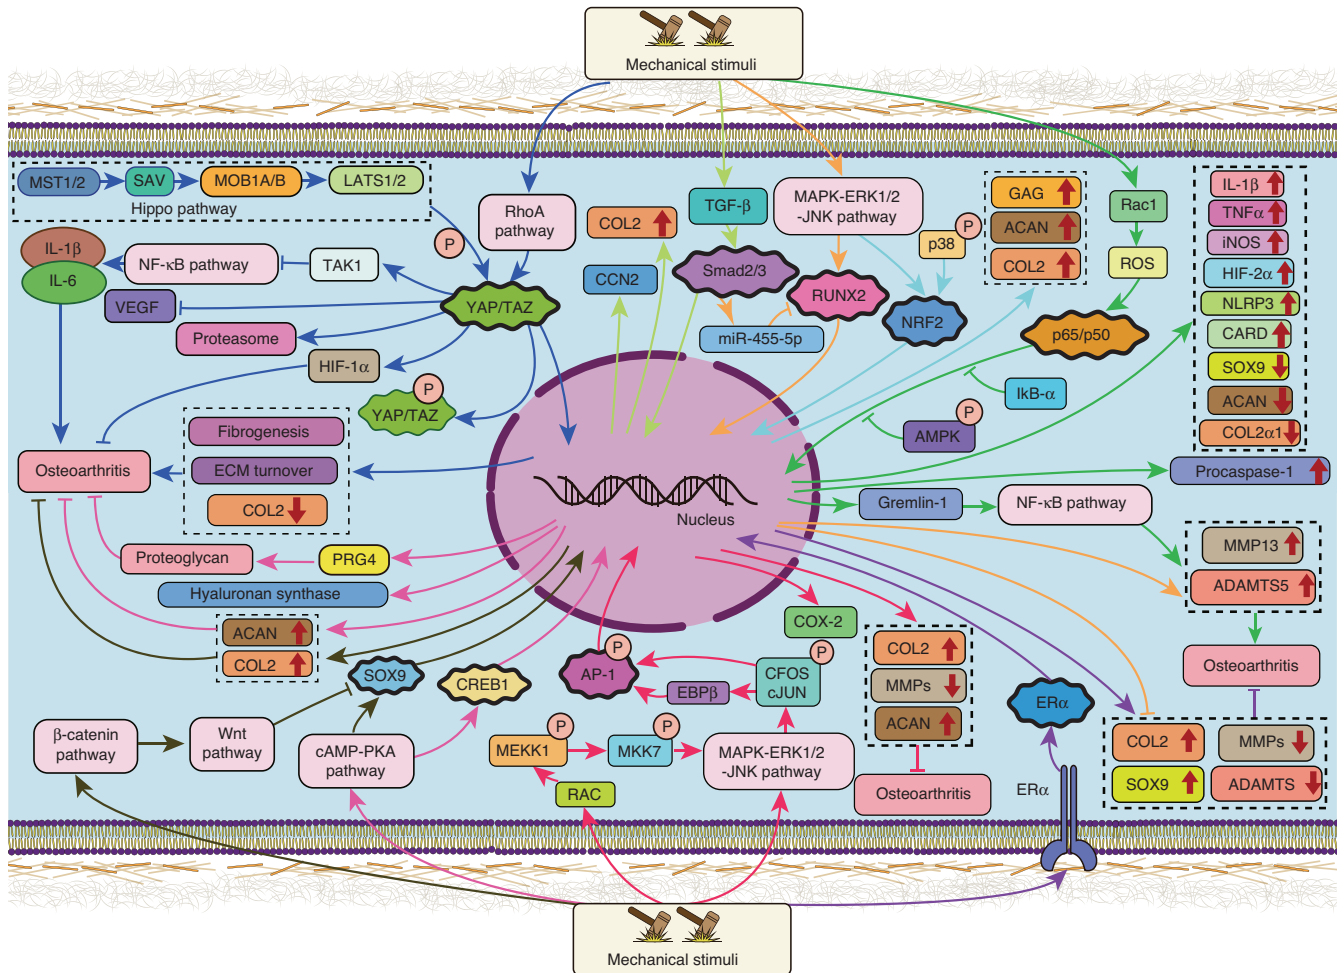 Mechanical stimuli
MST1/2
SAV
MOB1A/B
LATS1/2
Hippo pathway
P
RhoA
pathway
IL-1β
IL-6
NF-κB pathway
TAK1
VEGF
YAP/TAZ
Proteasome
HIF-1α
P
YAP/TAZ
COL2
CCN2
TGF-β
Smad2/3
miR-455-5p
MAPK-ERK1/2
-JNK pathway
RUNX2
p38
P
NRF2
GAG
ACAN
COL2
Rac1
ROS
p65/p50
IkB-α
AMPK
P
IL-1β
TNFα
iNOS
HIF-2α
NLRP3
CARD
SOX9
ACAN
COL2α1
Procaspase-1
Osteoarthritis
Fibrogenesis
ECM turnover
COL2
Nucleus
Gremlin-1
NF-κB pathway
MMP13
ADAMTS5
Osteoarthritis
Proteoglycan
PRG4
Hyaluronan synthase
ACAN
COL2
SOX9
CREB1
AP-1
P
EBPβ
CFOS
cJUN
P
COX-2
COL2
MMPs
ACAN
Osteoarthritis
ERα
ERα
COL2
MMPs
SOX9
ADAMTS
β-catenin
pathway
Wnt
pathway
cAMP-PKA
pathway
MEKK1
P
MKK7
P
MAPK-ERK1/2
-JNK pathway
RAC
Mechanical stimuli